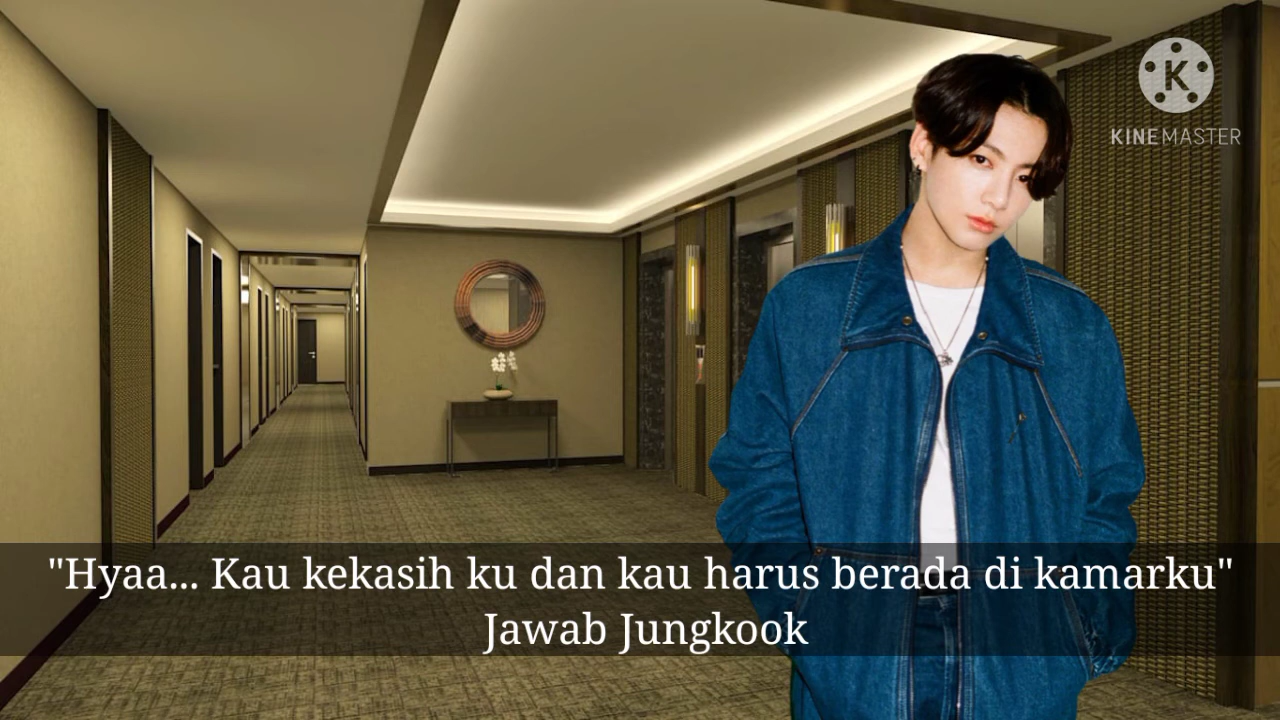 K
KINEMASTER
"Hyaa... Kau kekasih ku dan kau harus berada di kamarku"
Jawab Jungkook